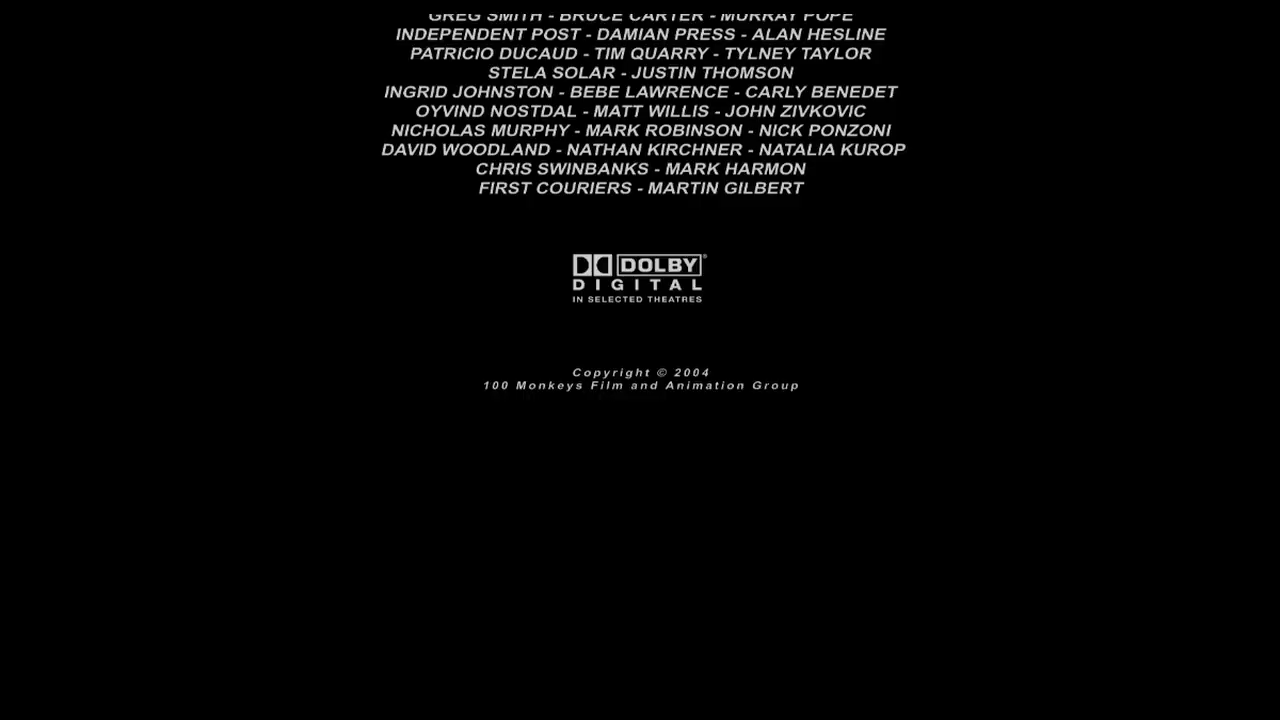 GREG SMITH - BRUCE CARTER - MURRAY POPE
INDEPENDENT POST - DAMIAN PRESS - ALAN HESLINE
PATRICIO DUCAUD - TIM QUARRY - TYLNEY TAYLOR
STELA SOLAR - JUSTIN THOMSON
INGRID JOHNSTON - BEBE LAWRENCE - CARLY BENEDET
OYVIND NOSTDAL - MATT WILLIS - JOHN ZIVKOVIC
NICHOLAS MURPHY - MARK ROBINSON - NICK PONZONI
DAVID WOODLAND - NATHAN KIRCHNER - NATALIA KUROP
CHRIS SWINBANKS - MARK HARMON
FIRST COURIERS - MARTIN GILBERT
DOLBY®
DIGITAL
IN SELECTED THEATRES
Copyright © 2004
100 Monkeys Film and Animation Group